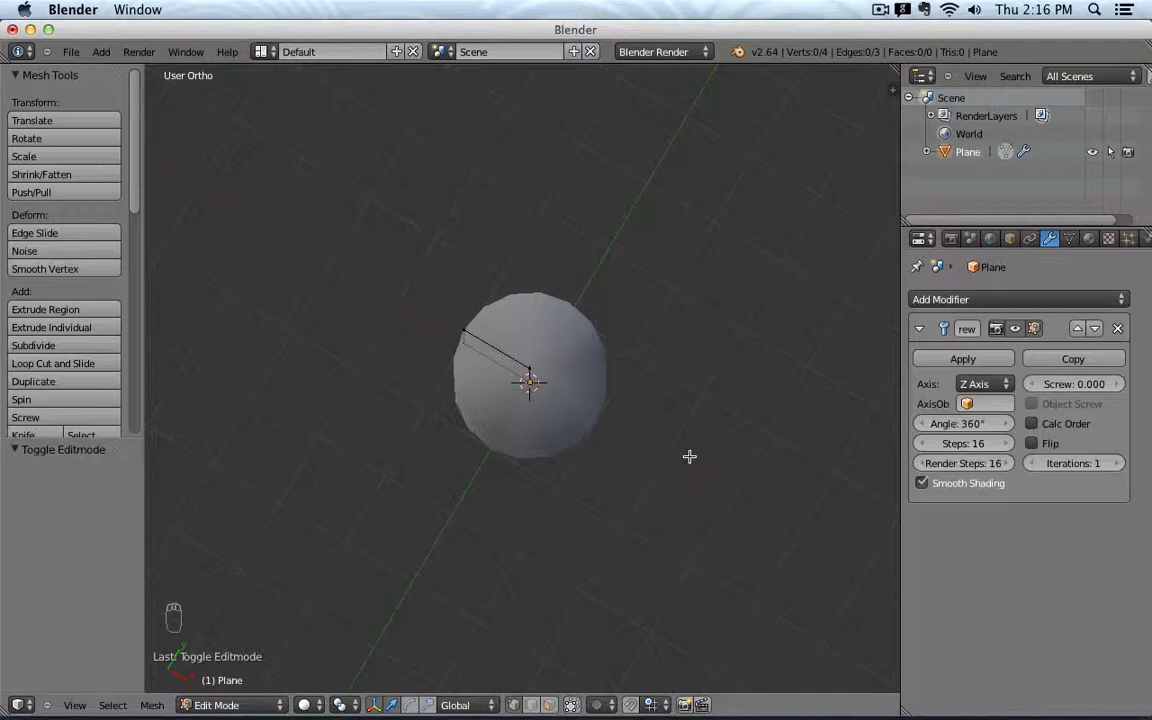 Blender Window Thu 2:16 PM
Blender
File Add Render Window Help Default Scene Blender Render v2.64 | Verts:0/4 | Edges:0/3 | Faces:0/0 | Tris:0 | Plane
Mesh Tools
Transform:
Translate
Rotate
Scale
Shrink/Fatten
Push/Pull
Deform:
Edge Slide
Noise
Smooth Vertex
Add:
Extrude Region
Extrude Individual
Subdivide
Loop Cut and Slide
Duplicate
Spin
Screw
Knife Select
Toggle Editmode
User Ortho
Last: Toggle Editmode
(1) Plane
View Select Mesh Edit Mode Global
View Search All Scenes
Scene
RenderLayers
World
Plane
Plane
Add Modifier
rew
Apply Copy
Axis: Z Axis Screw: 0.000
AxisOb Object Screw
Angle: 360° Calc Order
Steps: 16 Flip
Render Steps: 16 Iterations: 1
Smooth Shading